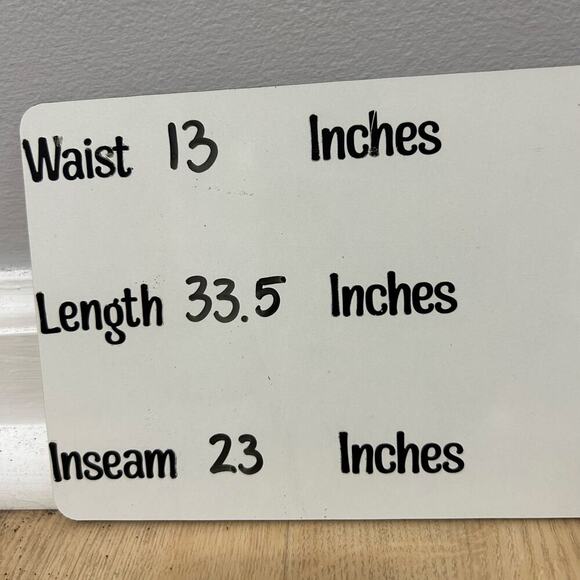 Waist 13 Inches
Length 33.5 Inches
Inseam 23 Inches